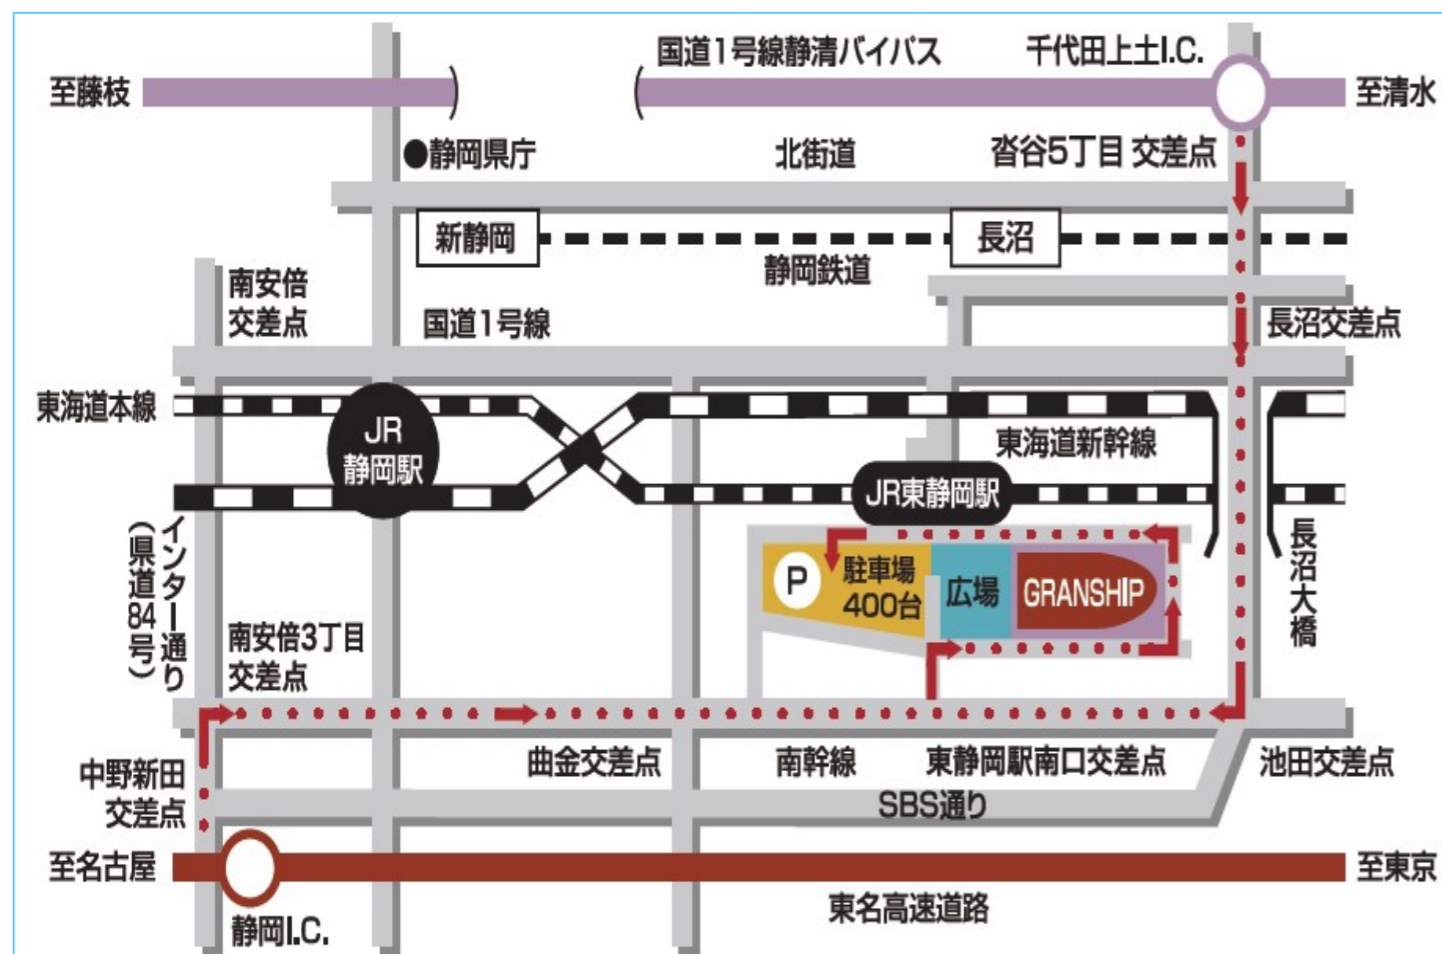 国道1号線静清バイパス
千代田上土I.C.
至藤枝
至清水
●静岡県庁
北街道
沓谷5丁目 交差点
新静岡
長沼
静岡鉄道
南安倍
交差点
国道1号線
長沼交差点
東海道本線
JR
静岡駅
東海道新幹線
JR東静岡駅
インター通り
(県道84号)
P
駐車場
400台
広場
GRANSHIP
長沼大橋
南安倍3丁目
交差点
中野新田
交差点
曲金交差点
南幹線
東静岡駅南口交差点
池田交差点
SBS通り
至名古屋
至東京
東名高速道路
静岡I.C.